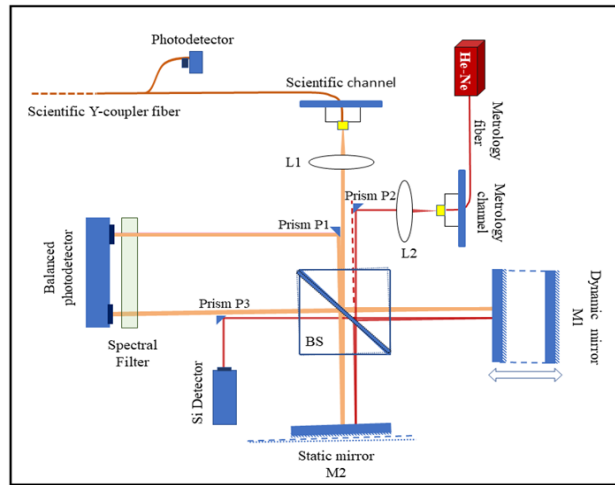 Photodetector
Scientific channel
Scientific Y-coupler fiber
He-Ne
Metrology
fiber
L1
Prism P2
Metrology
channel
L2
Prism P1
Balanced
photodetector
Prism P3
BS
Dynamic mirror
M1
Spectral
Filter
Si Detector
Static mirror
M2